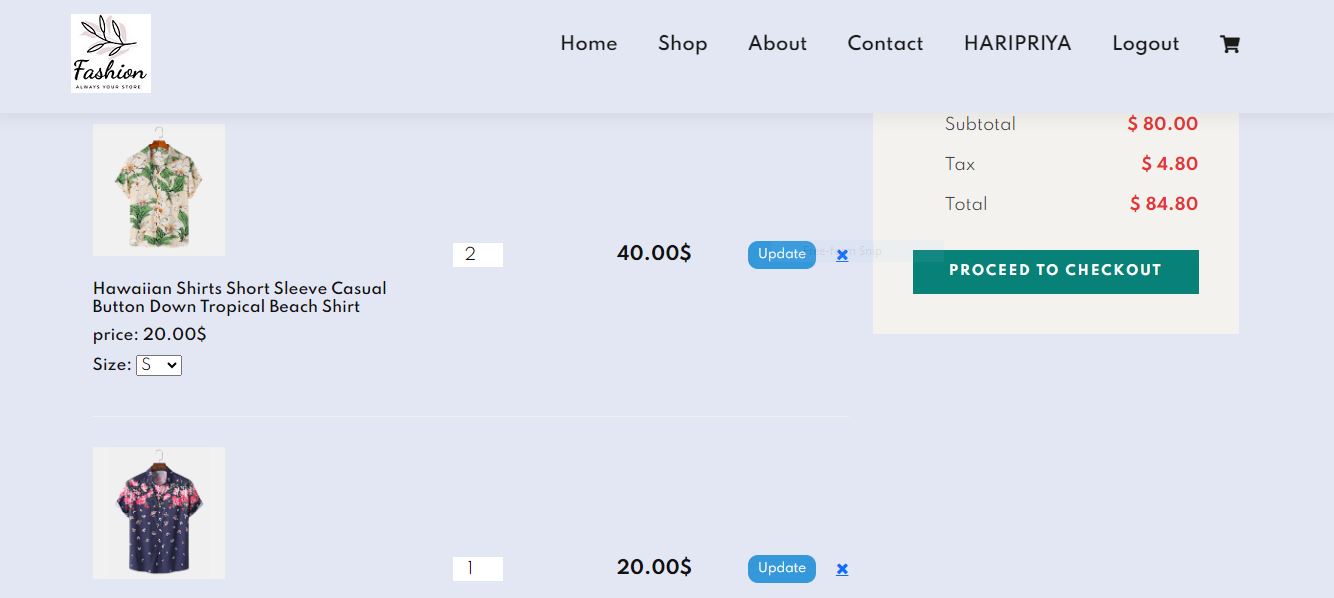 Fashion
ALWAYS YOUR STORE
Home Shop About Contact HARIPRIYA Logout
Subtotal $ 80.00
Tax $ 4.80
Total $ 84.80
2 40.00$ Update
PROCEED TO CHECKOUT
Hawaiian Shirts Short Sleeve Casual
Button Down Tropical Beach Shirt
price: 20.00$
Size: S
1 20.00$ Update